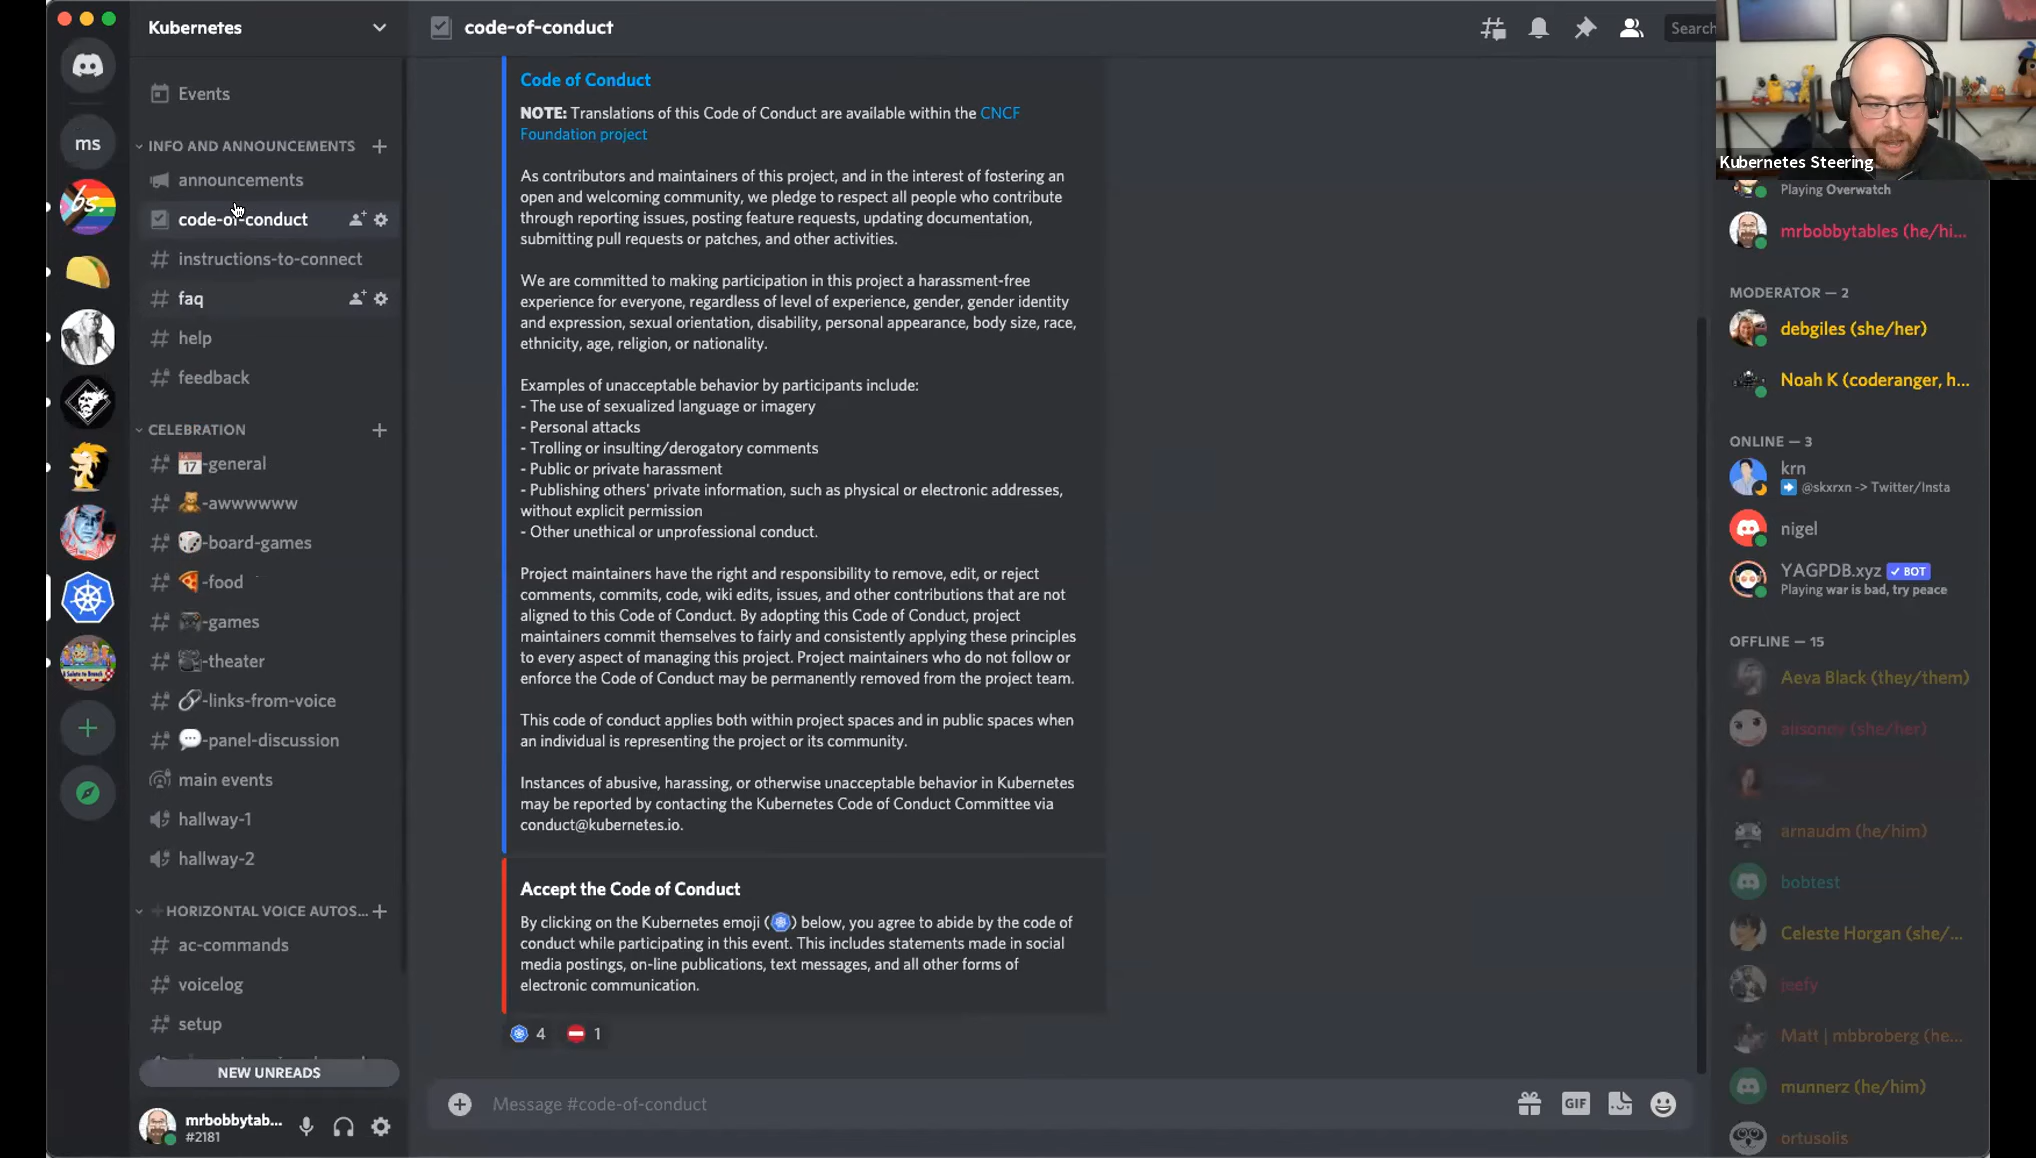 Kubernetes
code-of-conduct
Search
Events
INFO AND ANNOUNCEMENTS
announcements
code-of-conduct
instructions-to-connect
faq
help
feedback
CELEBRATION
17-general
-awwwwww
-board-games
-food
-games
-theater
-links-from-voice
-panel-discussion
main events
hallway-1
hallway-2
HORIZONTAL VOICE AUTOS...
ac-commands
voicelog
setup
NEW UNREADS
mrbobbytab...
#2181
ms
bs.
Code of Conduct
NOTE: Translations of this Code of Conduct are available within the CNCF
Foundation project
As contributors and maintainers of this project, and in the interest of fostering an
open and welcoming community, we pledge to respect all people who contribute
through reporting issues, posting feature requests, updating documentation,
submitting pull requests or patches, and other activities.
We are committed to making participation in this project a harassment-free
experience for everyone, regardless of level of experience, gender, gender identity
and expression, sexual orientation, disability, personal appearance, body size, race,
ethnicity, age, religion, or nationality.
Examples of unacceptable behavior by participants include:
- The use of sexualized language or imagery
- Personal attacks
- Trolling or insulting/derogatory comments
- Public or private harassment
- Publishing others' private information, such as physical or electronic addresses,
without explicit permission
- Other unethical or unprofessional conduct.
Project maintainers have the right and responsibility to remove, edit, or reject
comments, commits, code, wiki edits, issues, and other contributions that are not
aligned to this Code of Conduct. By adopting this Code of Conduct, project
maintainers commit themselves to fairly and consistently applying these principles
to every aspect of managing this project. Project maintainers who do not follow or
enforce the Code of Conduct may be permanently removed from the project team.
This code of conduct applies both within project spaces and in public spaces when
an individual is representing the project or its community.
Instances of abusive, harassing, or otherwise unacceptable behavior in Kubernetes
may be reported by contacting the Kubernetes Code of Conduct Committee via
conduct@kubernetes.io.
Accept the Code of Conduct
By clicking on the Kubernetes emoji () below, you agree to abide by the code of
conduct while participating in this event. This includes statements made in social
media postings, on-line publications, text messages, and all other forms of
electronic communication.
4 1
Message #code-of-conduct
GIF
Kubernetes Steering
Playing Overwatch
mrbobbytables (he/hi...
MODERATOR — 2
debgiles (she/her)
Noah K (coderanger, h...
ONLINE — 3
krn
@skxrxn -> Twitter/Insta
nigel
YAGPDB.xyz ✓ BOT
Playing war is bad, try peace
OFFLINE — 15
Aeva Black (they/them)
alisonny (she/her)
arnaudm (he/him)
bobtest
Celeste Horgan (she/...
jeefy
Matt | mbbroberg (he...
munnerz (he/him)
ortusolis